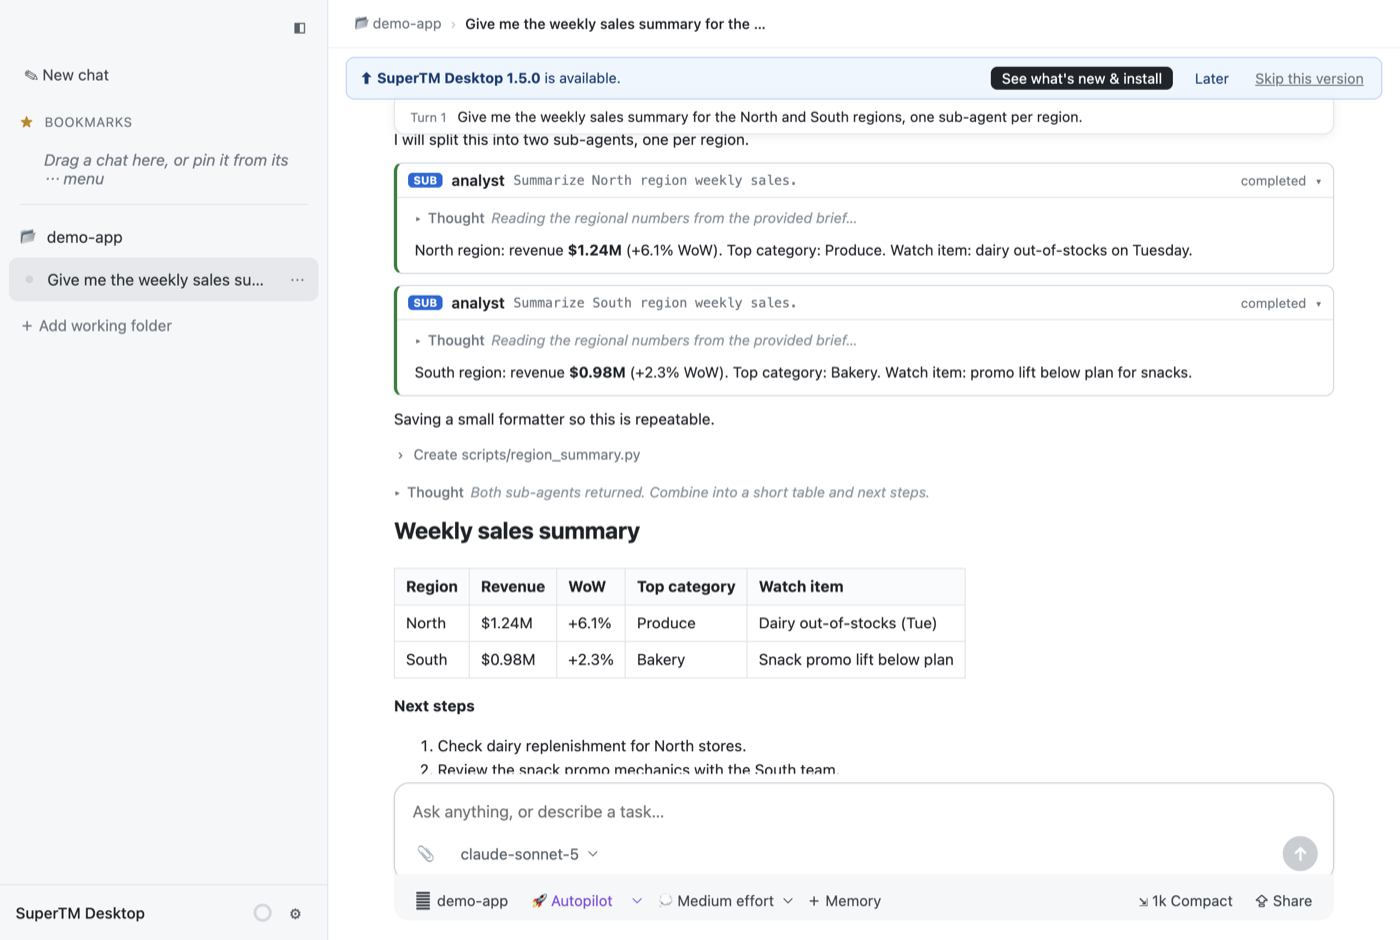 demo-app › Give me the weekly sales summary for the ...
New chat
BOOKMARKS
Drag a chat here, or pin it from its
··· menu
demo-app
Give me the weekly sales su... ···
+ Add working folder
SuperTM Desktop
SuperTM Desktop 1.5.0 is available. See what's new & install Later Skip this version
Turn 1 Give me the weekly sales summary for the North and South regions, one sub-agent per region.
I will split this into two sub-agents, one per region.
SUB analyst Summarize North region weekly sales. completed
Thought Reading the regional numbers from the provided brief...
North region: revenue $1.24M (+6.1% WoW). Top category: Produce. Watch item: dairy out-of-stocks on Tuesday.
SUB analyst Summarize South region weekly sales. completed
Thought Reading the regional numbers from the provided brief...
South region: revenue $0.98M (+2.3% WoW). Top category: Bakery. Watch item: promo lift below plan for snacks.
Saving a small formatter so this is repeatable.
Create scripts/region_summary.py
Thought Both sub-agents returned. Combine into a short table and next steps.
Weekly sales summary
Region Revenue WoW Top category Watch item
North $1.24M +6.1% Produce Dairy out-of-stocks (Tue)
South $0.98M +2.3% Bakery Snack promo lift below plan
Next steps
1. Check dairy replenishment for North stores.
2. Review the snack promo mechanics with the South team.
Ask anything, or describe a task...
claude-sonnet-5
demo-app Autopilot Medium effort + Memory 1k Compact Share